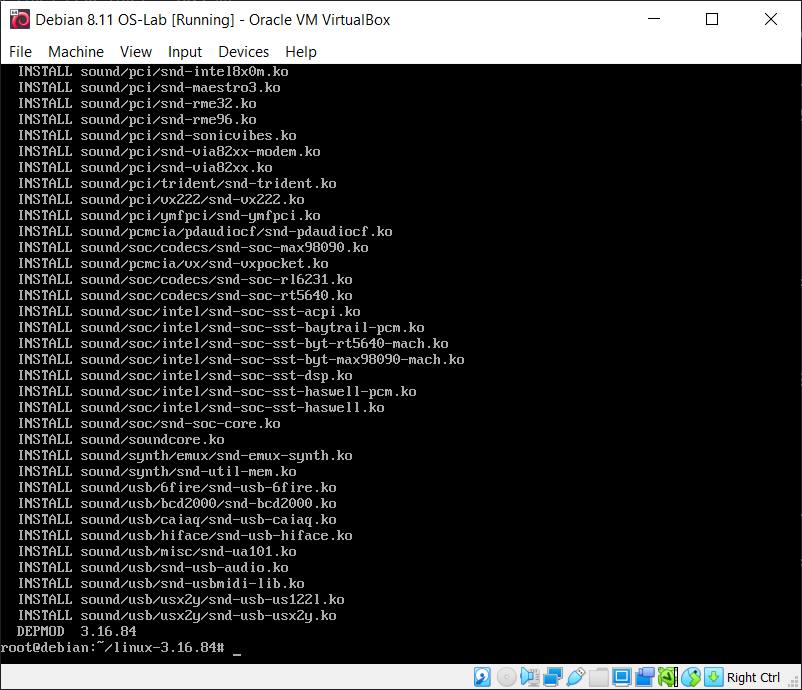 Debian 8.11 OS-Lab [Running] - Oracle VM VirtualBox
File Machine View Input Devices Help
INSTALL sound/pci/snd-intel8x0m.ko
INSTALL sound/pci/snd-maestro3.ko
INSTALL sound/pci/snd-rme32.ko
INSTALL sound/pci/snd-rme96.ko
INSTALL sound/pci/snd-sonicvibes.ko
INSTALL sound/pci/snd-via82xx-modem.ko
INSTALL sound/pci/snd-via82xx.ko
INSTALL sound/pci/trident/snd-trident.ko
INSTALL sound/pci/vx222/snd-vx222.ko
INSTALL sound/pci/ymfpci/snd-ymfpci.ko
INSTALL sound/pcmcia/pdaudiocf/snd-pdaudiocf.ko
INSTALL sound/soc/codecs/snd-soc-max98090.ko
INSTALL sound/pcmcia/vx/snd-vxpocket.ko
INSTALL sound/soc/codecs/snd-soc-rl6231.ko
INSTALL sound/soc/codecs/snd-soc-rt5640.ko
INSTALL sound/soc/intel/snd-soc-sst-acpi.ko
INSTALL sound/soc/intel/snd-soc-sst-baytrail-pcm.ko
INSTALL sound/soc/intel/snd-soc-sst-byt-rt5640-mach.ko
INSTALL sound/soc/intel/snd-soc-sst-byt-max98090-mach.ko
INSTALL sound/soc/intel/snd-soc-sst-dsp.ko
INSTALL sound/soc/intel/snd-soc-sst-haswell-pcm.ko
INSTALL sound/soc/intel/snd-soc-sst-haswell.ko
INSTALL sound/soc/snd-soc-core.ko
INSTALL sound/soundcore.ko
INSTALL sound/synth/emux/snd-emux-synth.ko
INSTALL sound/synth/snd-util-mem.ko
INSTALL sound/usb/6fire/snd-usb-6fire.ko
INSTALL sound/usb/bcd2000/snd-bcd2000.ko
INSTALL sound/usb/caiaq/snd-usb-caiaq.ko
INSTALL sound/usb/hiface/snd-usb-hiface.ko
INSTALL sound/usb/misc/snd-ua101.ko
INSTALL sound/usb/snd-usb-audio.ko
INSTALL sound/usb/snd-usbmidi-lib.ko
INSTALL sound/usb/usx2y/snd-usb-us122l.ko
INSTALL sound/usb/usx2y/snd-usb-usx2y.ko
DEPMOD 3.16.84
root@debian:~/linux-3.16.84# _
Right Ctrl